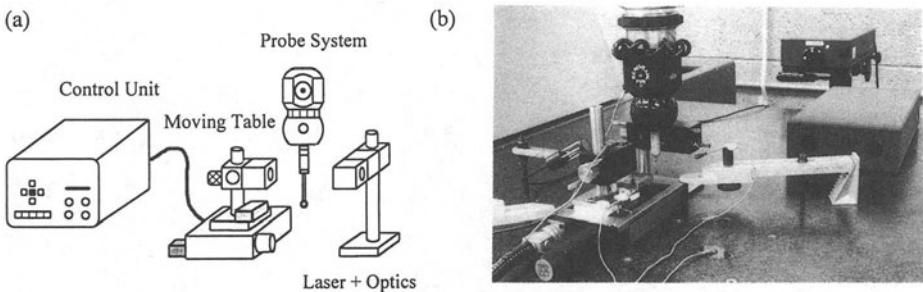 (a)
Probe System
Control Unit
Moving Table
Laser + Optics
(b)